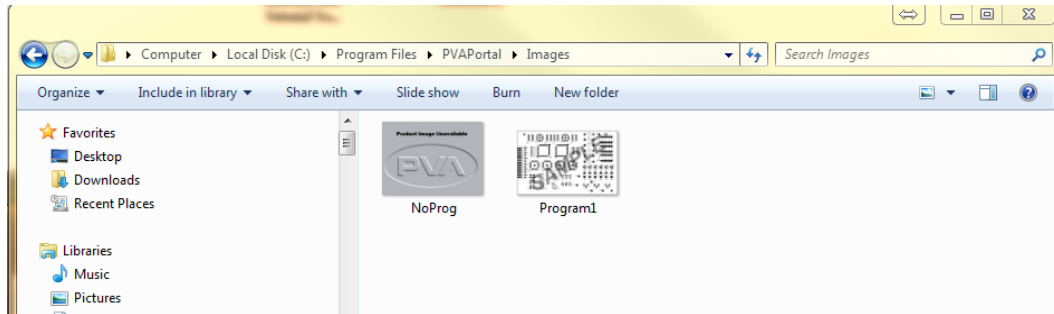 Computer Local Disk (C:) Program Files PVAPortal Images
Search Images
Organize Include in library Share with Slide show Burn New folder
Favorites
Desktop
Downloads
Recent Places
Libraries
Music
Pictures
Product Image Unavailable
PVA
NoProg
SAMPLE
Program1